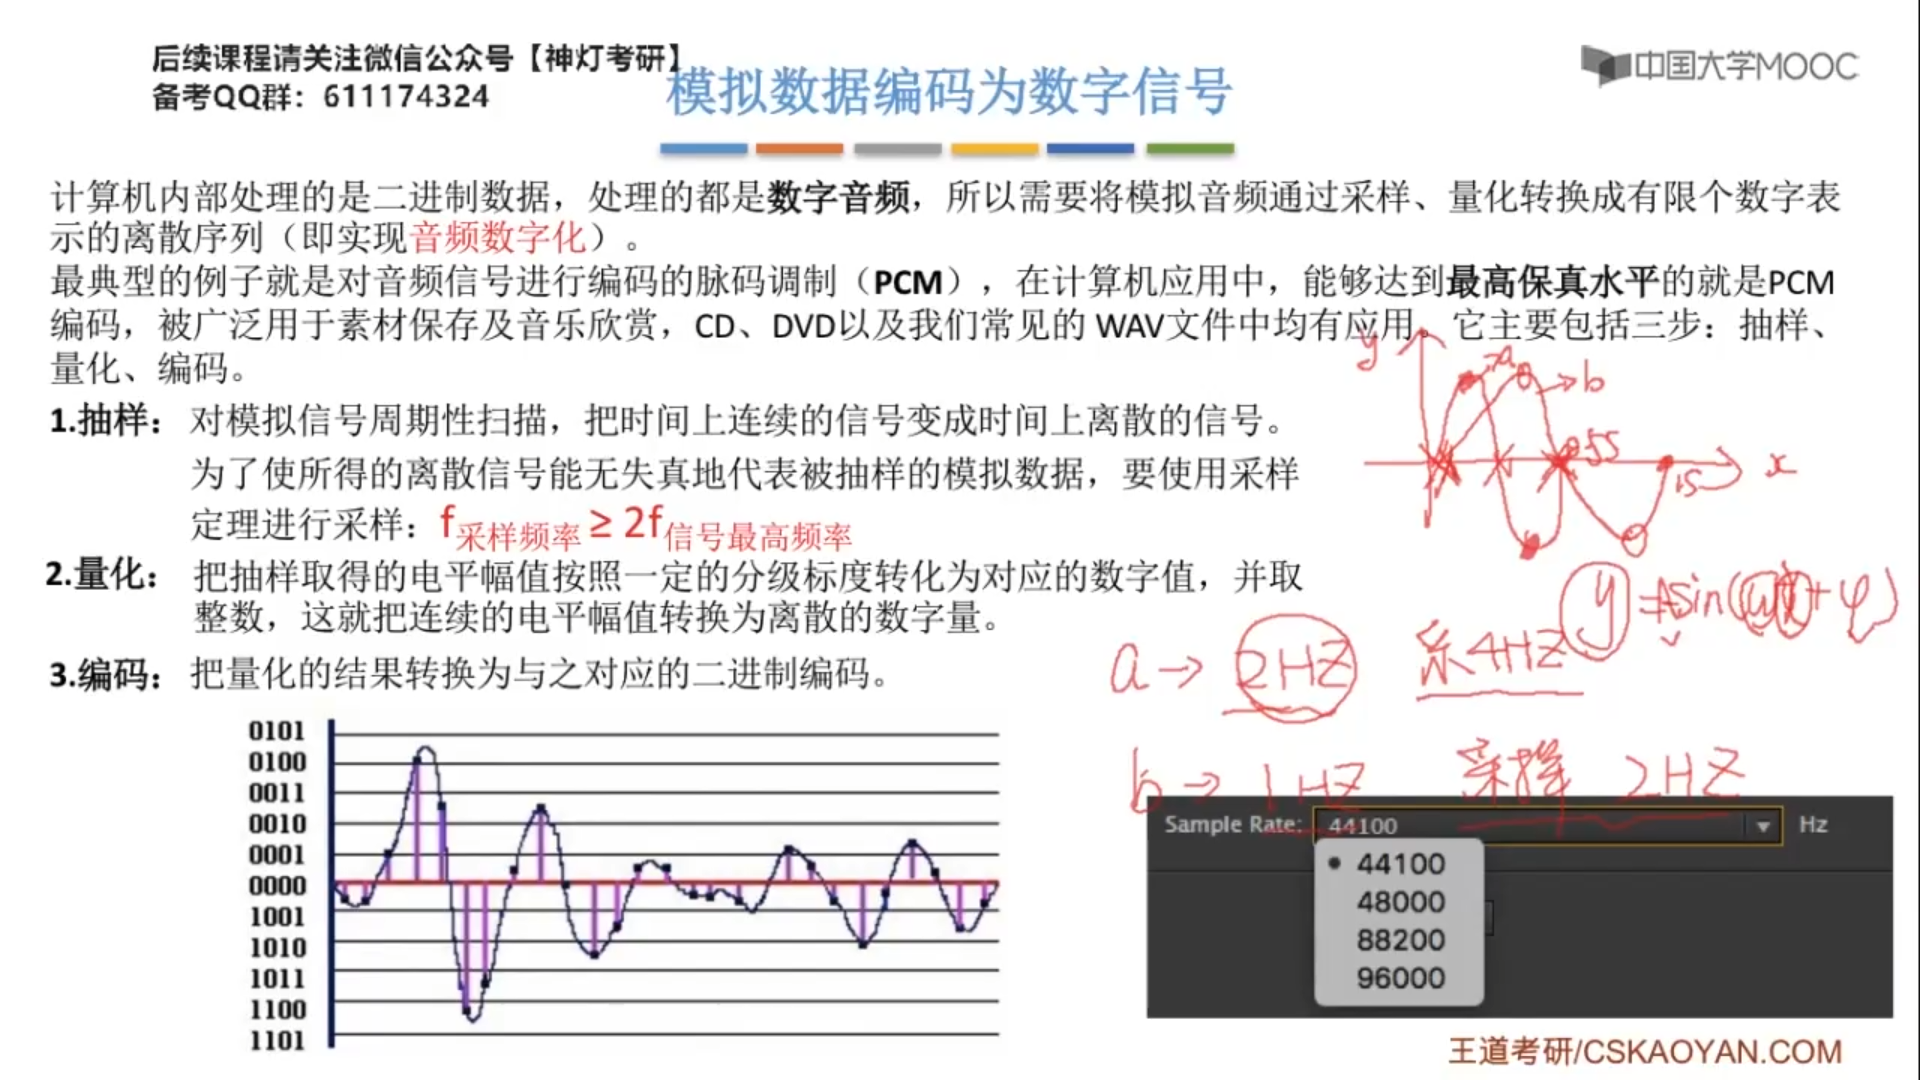 后续课程请关注微信公众号【神灯考研】
备考QQ群：611174324
模拟数据编码为数字信号
中国大学MOOC
计算机内部处理的是二进制数据，处理的都是数字音频，所以需要将模拟音频通过采样、量化转换成有限个数字表
示的离散序列（即实现音频数字化）。
最典型的例子就是对音频信号进行编码的脉码调制（PCM），在计算机应用中，能够达到最高保真水平的就是PCM
编码，被广泛用于素材保存及音乐欣赏，CD、DVD以及我们常见的 WAV文件中均有应用。它主要包括三步：抽样、
量化、编码。
1.抽样：对模拟信号周期性扫描，把时间上连续的信号变成时间上离散的信号。
为了使所得的离散信号能无失真地代表被抽样的模拟数据，要使用采样
定理进行采样：f采样频率 ≥ 2f信号最高频率
2.量化：把抽样取得的电平幅值按照一定的分级标度转化为对应的数字值，并取
整数，这就把连续的电平幅值转换为离散的数字量。
3.编码：把量化的结果转换为与之对应的二进制编码。
y
a
b
0.5s
1s
x
y=Asin(ωx+φ)
a→ 2HZ 采4HZ
b→ 1HZ 采样 2HZ
0101
0100
0011
0010
0001
0000
1001
1010
1011
1100
1101
Sample Rate: 44100 Hz
44100
48000
88200
96000
王道考研/CSKAOYAN.COM